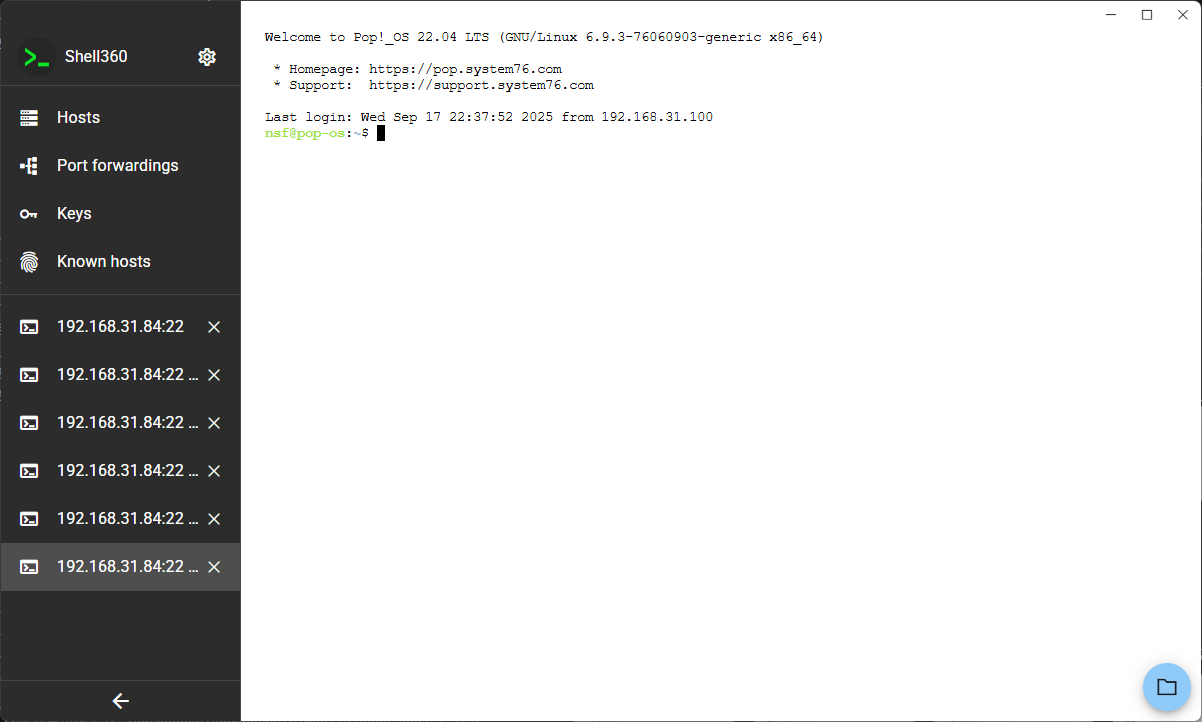 Shell360
Hosts
Port forwardings
Keys
Known hosts
192.168.31.84:22
192.168.31.84:22 ...
192.168.31.84:22 ...
192.168.31.84:22 ...
192.168.31.84:22 ...
192.168.31.84:22 ...
Welcome to Pop!_OS 22.04 LTS (GNU/Linux 6.9.3-76060903-generic x86_64)
* Homepage: https://pop.system76.com
* Support:  https://support.system76.com
Last login: Wed Sep 17 22:37:52 2025 from 192.168.31.100
nsf@pop-os:~$